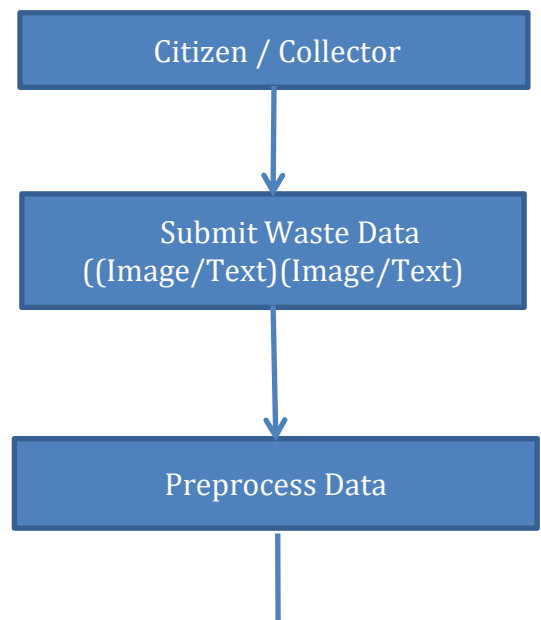 Citizen / Collector
Submit Waste Data
((Image/Text)(Image/Text)
Preprocess Data